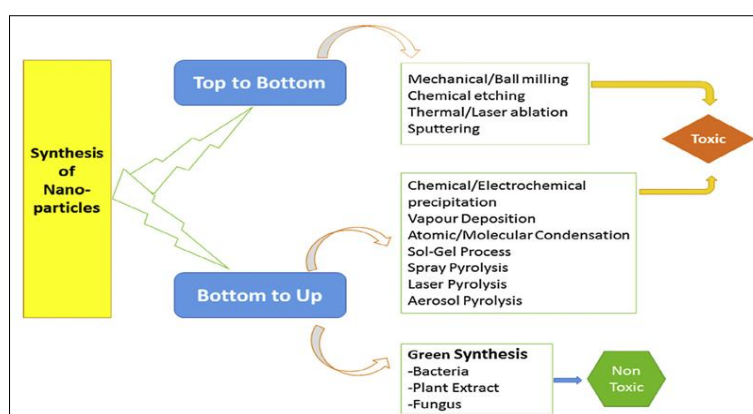 Synthesis
of
Nano-
particles
Top to Bottom
Mechanical/Ball milling
Chemical etching
Thermal/Laser ablation
Sputtering
Toxic
Chemical/Electrochemical
precipitation
Vapour Deposition
Atomic/Molecular Condensation
Sol-Gel Process
Spray Pyrolysis
Laser Pyrolysis
Aerosol Pyrolysis
Bottom to Up
Green Synthesis
-Bacteria
-Plant Extract
-Fungus
Non
Toxic